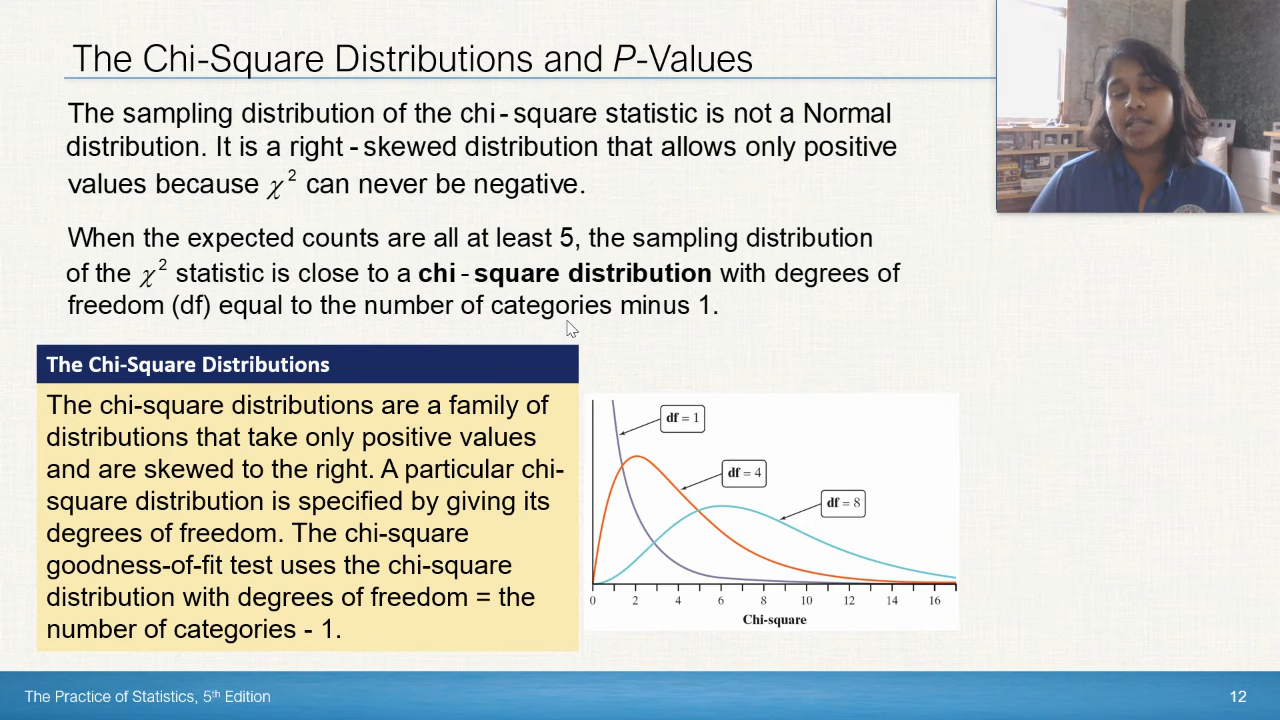 The Chi-Square Distributions and P-Values
The sampling distribution of the chi-square statistic is not a Normal
distribution. It is a right-skewed distribution that allows only positive
values because χ² can never be negative.
When the expected counts are all at least 5, the sampling distribution
of the χ² statistic is close to a chi-square distribution with degrees of
freedom (df) equal to the number of categories minus 1.
The Chi-Square Distributions
The chi-square distributions are a family of
distributions that take only positive values
and are skewed to the right. A particular chi-
square distribution is specified by giving its
degrees of freedom. The chi-square
goodness-of-fit test uses the chi-square
distribution with degrees of freedom = the
number of categories - 1.
df = 1
df = 4
df = 8
0 2 4 6 8 10 12 14 16
Chi-square
The Practice of Statistics, 5th Edition
12